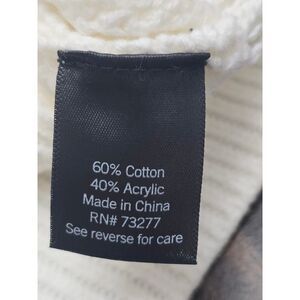 60% Cotton
40% Acrylic
Made in China
RN# 73277
See reverse for care